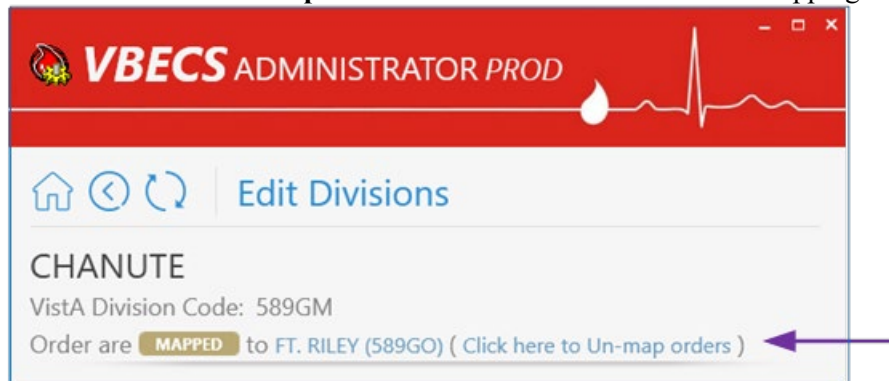 VBECS ADMINISTRATOR PROD
Edit Divisions
CHANUTE
VistA Division Code: 589GM
Order are MAPPED to FT. RILEY (589GO) ( Click here to Un-map orders )